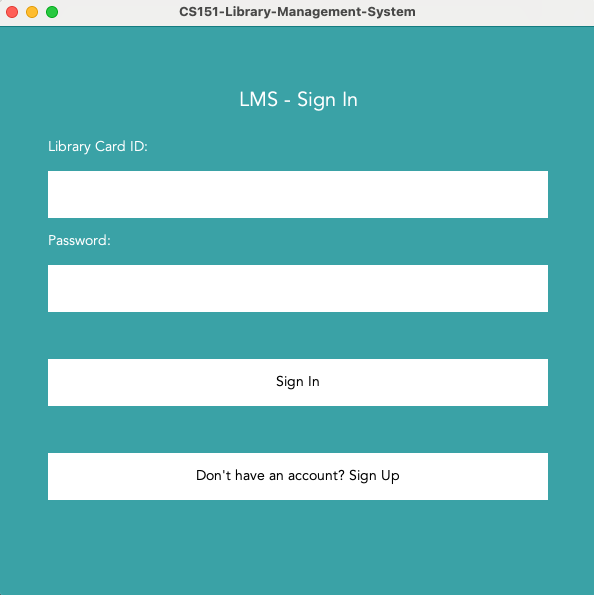 CS151-Library-Management-System
LMS - Sign In
Library Card ID:
Password:
Sign In
Don't have an account? Sign Up